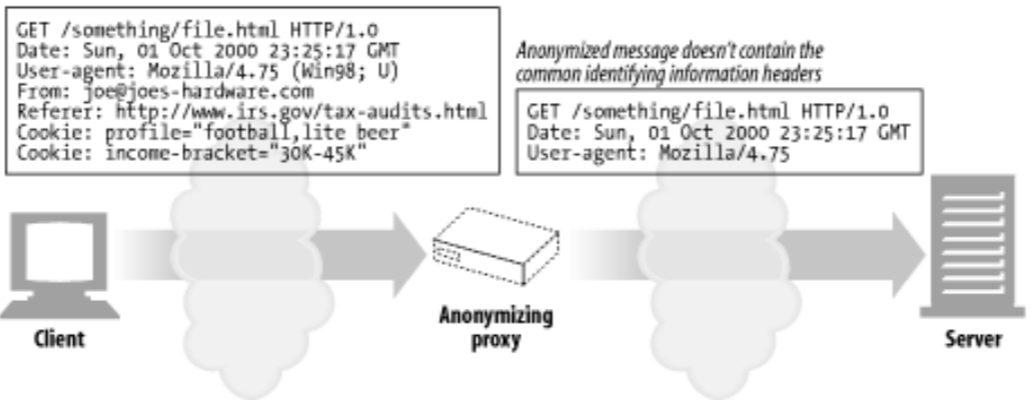 GET /something/file.html HTTP/1.0
Date: Sun, 01 Oct 2000 23:25:17 GMT
User-agent: Mozilla/4.75 (Win98; U)
From: joe@joes-hardware.com
Referer: http://www.irs.gov/tax-audits.html
Cookie: profile="football,lite beer"
Cookie: income-bracket="30K-45K"
Anonymized message doesn't contain the
common identifying information headers
GET /something/file.html HTTP/1.0
Date: Sun, 01 Oct 2000 23:25:17 GMT
User-agent: Mozilla/4.75
Client
Anonymizing
proxy
Server